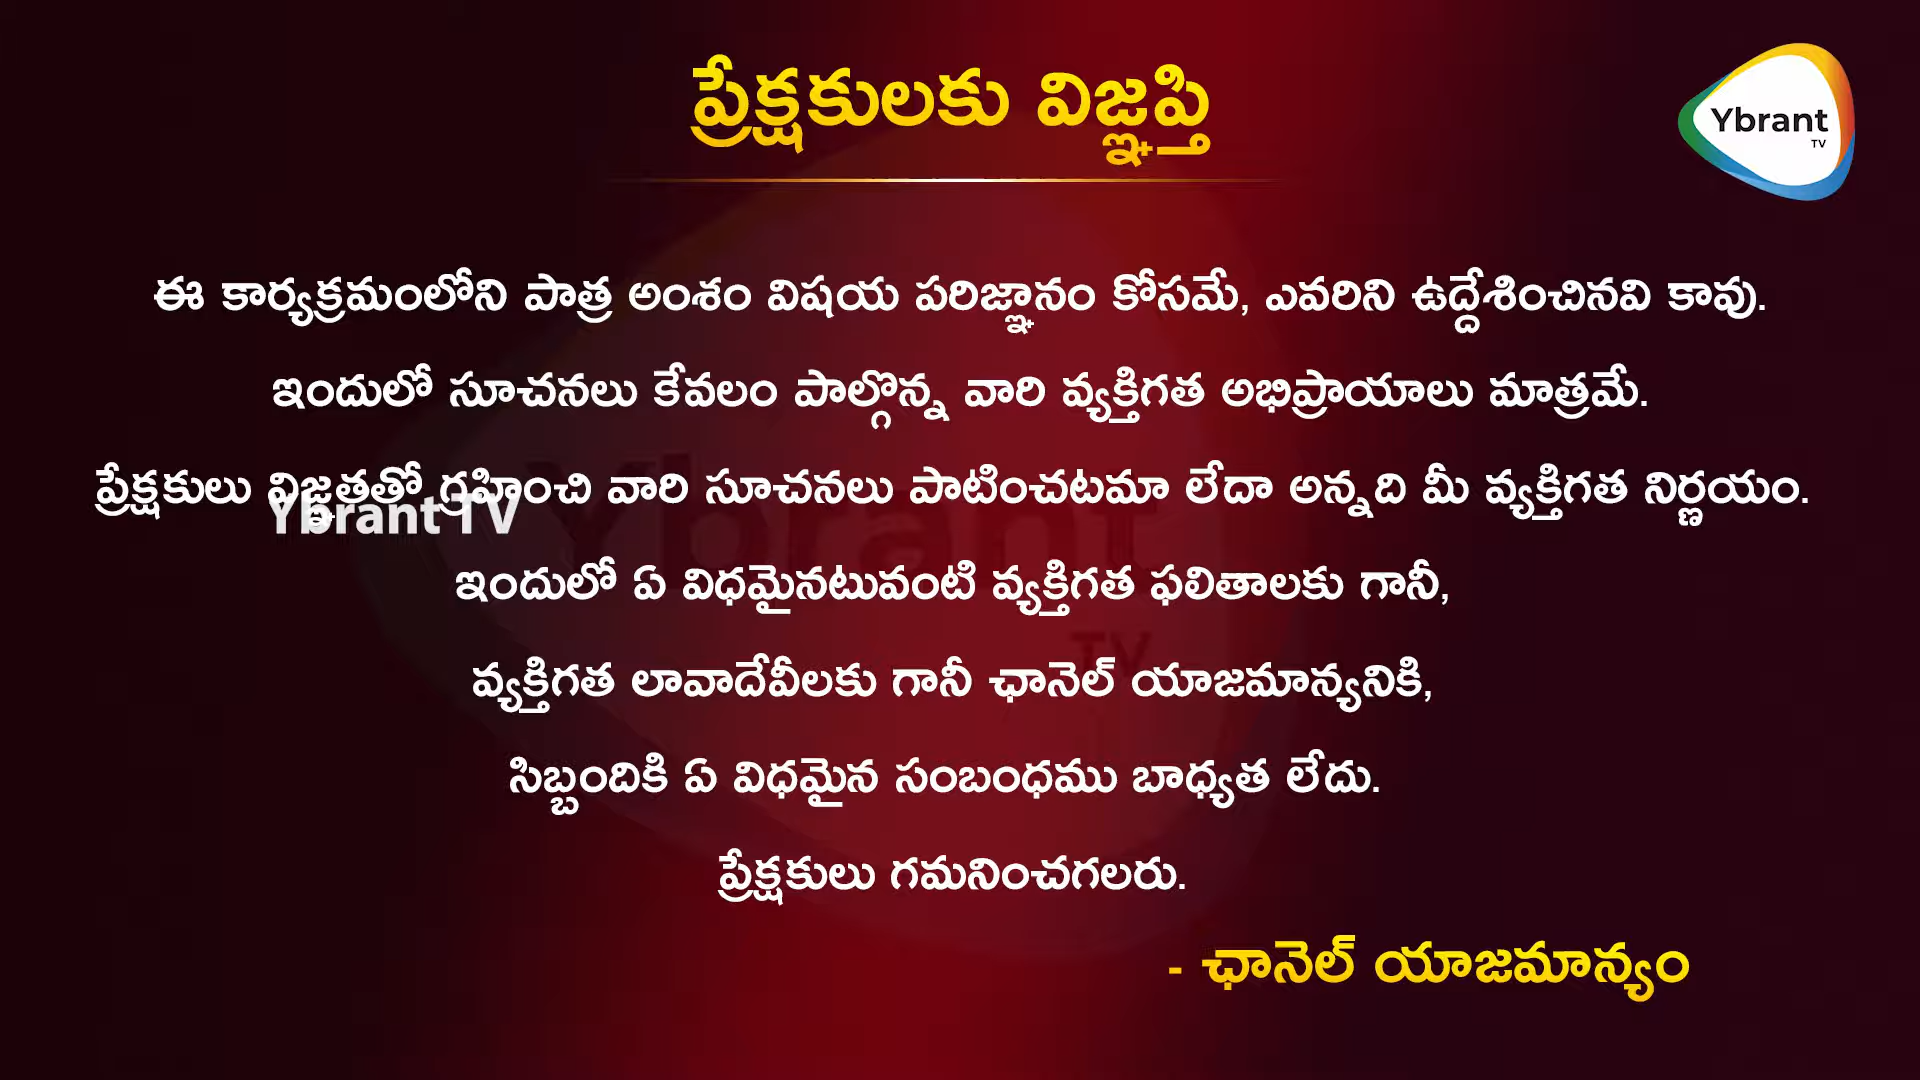 ప్రేక్షకులకు విజ్ఞప్తి
Ybrant
TV
ఈ కార్యక్రమంలోని పాత్ర అంశం విషయ పరిజ్ఞానం కోసమే, ఎవరిని ఉద్దేశించినవి కావు.
ఇందులో సూచనలు కేవలం పాల్గొన్న వారి వ్యక్తిగత అభిప్రాయాలు మాత్రమే.
ప్రేక్షకులు విజ్ఞతతో గ్రహించి వారి సూచనలు పాటించటమా లేదా అన్నది మీ వ్యక్తిగత నిర్ణయం.
Ybrant TV
ఇందులో ఏ విధమైనటువంటి వ్యక్తిగత ఫలితాలకు గానీ,
వ్యక్తిగత లావాదేవీలకు గానీ ఛానెల్ యాజమాన్యనికి,
సిబ్బందికి ఏ విధమైన సంబంధము బాధ్యత లేదు.
ప్రేక్షకులు గమనించగలరు.
- ఛానెల్ యాజమాన్యం